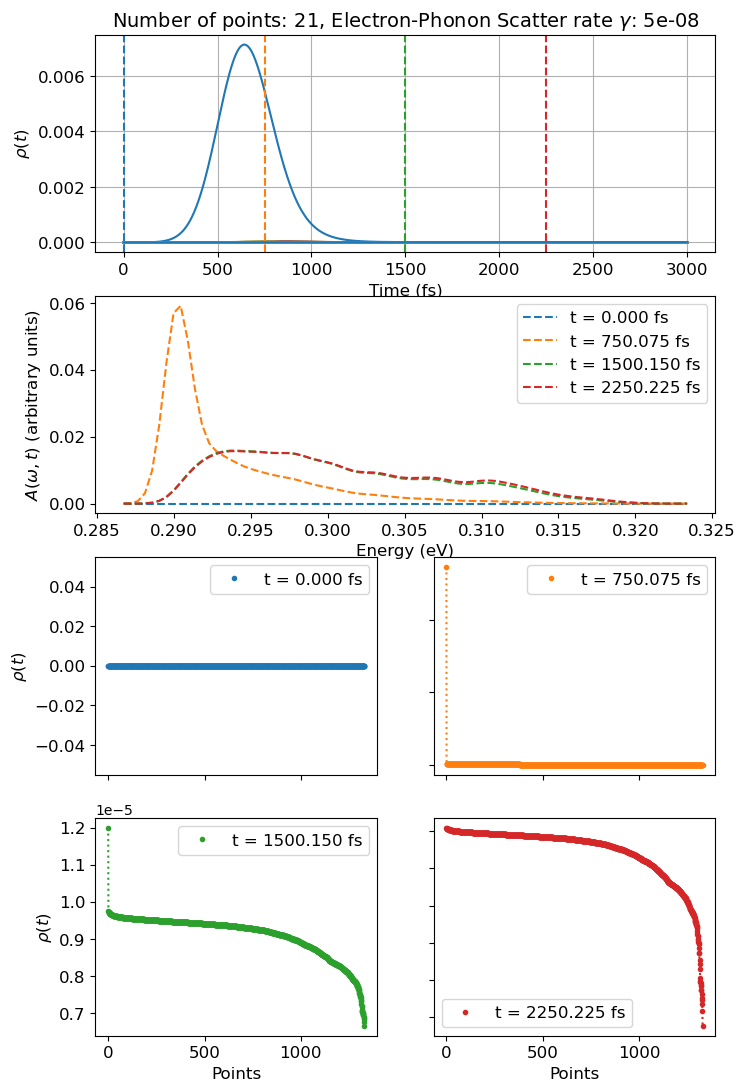 Number of points: 21, Electron-Phonon Scatter rate γ: 5e-08
0.006
0.004
0.002
0.000
ρ(t)
0 500 1000 1500 2000 2500 3000
Time (fs)
0.06
0.04
0.02
0.00
A(ω, t) (arbitrary units)
t = 0.000 fs
t = 750.075 fs
t = 1500.150 fs
t = 2250.225 fs
0.285 0.290 0.295 0.300 0.305 0.310 0.315 0.320 0.325
Energy (eV)
0.04
0.02
0.00
−0.02
−0.04
ρ(t)
t = 0.000 fs
t = 750.075 fs
1e−5
1.2
1.1
1.0
0.9
0.8
0.7
ρ(t)
t = 1500.150 fs
0 500 1000
Points
t = 2250.225 fs
0 500 1000
Points